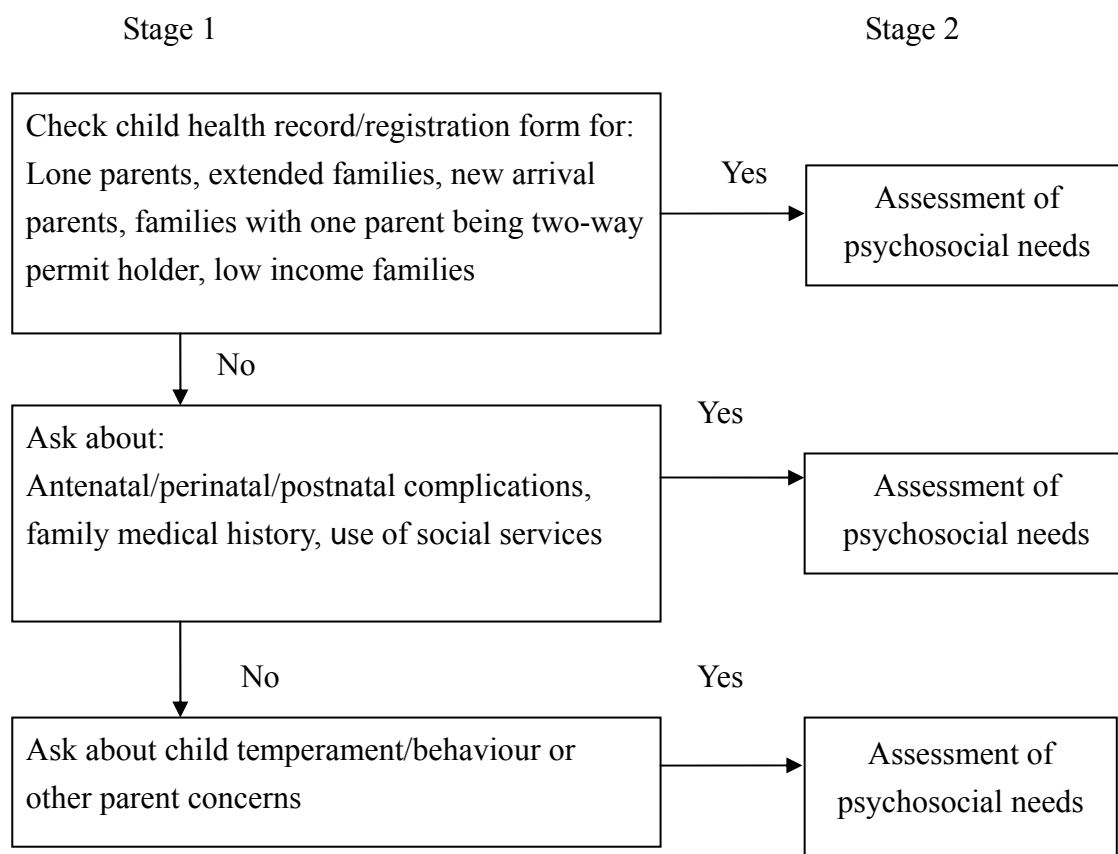 Stage 1
Stage 2
Check child health record/registration form for:
Lone parents, extended families, new arrival
parents, families with one parent being two-way
permit holder, low income families
Yes
Assessment of
psychosocial needs
No
Ask about:
Antenatal/perinatal/postnatal complications,
family medical history, use of social services
Yes
Assessment of
psychosocial needs
No
Ask about child temperament/behaviour or
other parent concerns
Yes
Assessment of
psychosocial needs